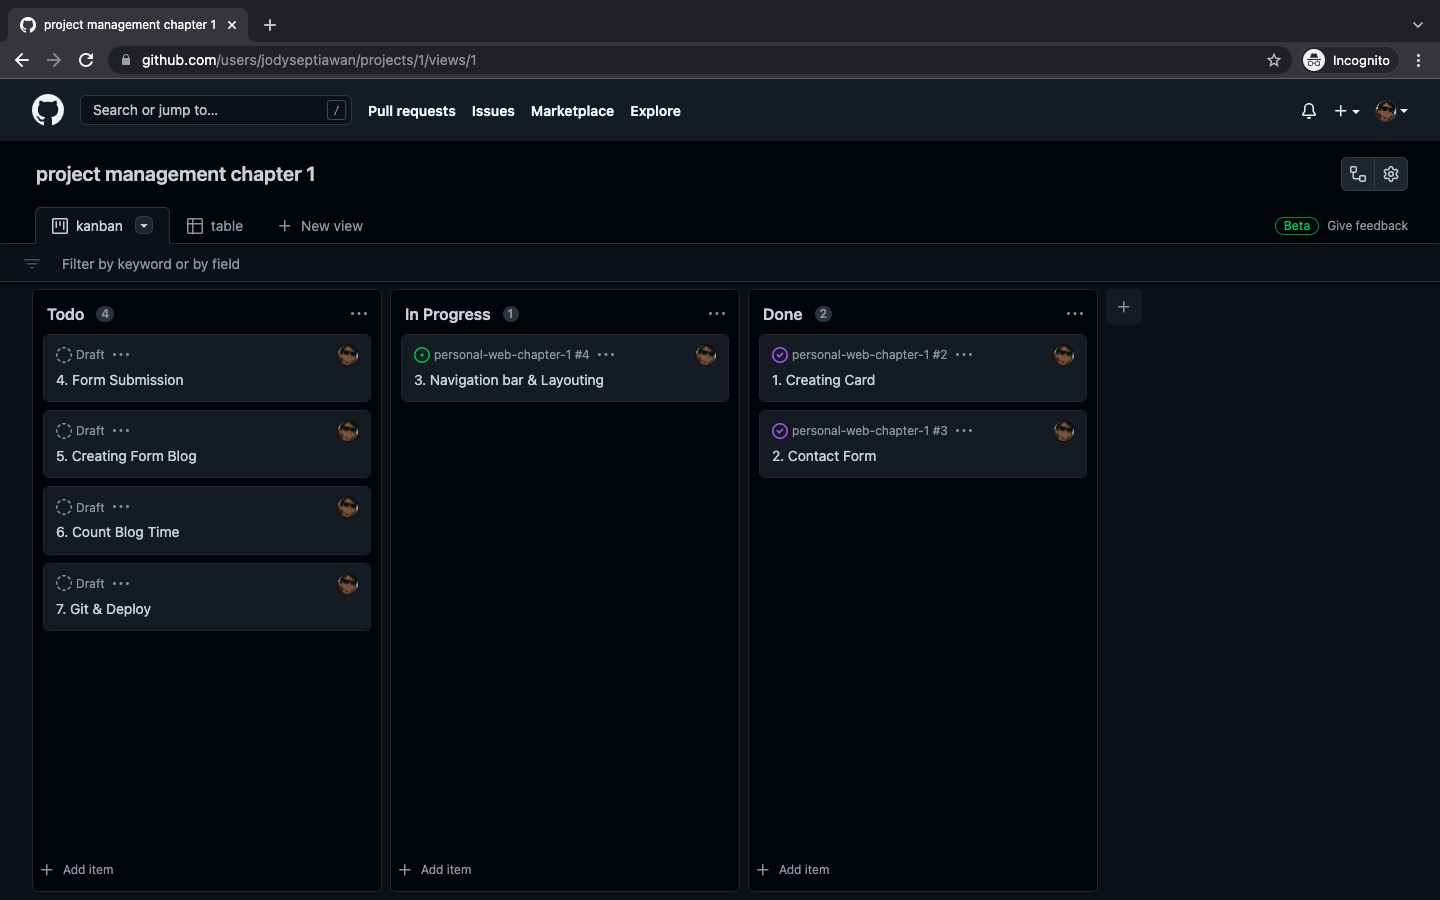 project management chapter 1
github.com/users/jodyseptiawan/projects/1/views/1
Incognito
Search or jump to...
/
Pull requests
Issues
Marketplace
Explore
project management chapter 1
kanban
table
New view
Beta
Give feedback
Filter by keyword or by field
Todo 4
Draft
4. Form Submission
Draft
5. Creating Form Blog
Draft
6. Count Blog Time
Draft
7. Git & Deploy
Add item
In Progress 1
personal-web-chapter-1 #4
3. Navigation bar & Layouting
Add item
Done 2
personal-web-chapter-1 #2
1. Creating Card
personal-web-chapter-1 #3
2. Contact Form
Add item